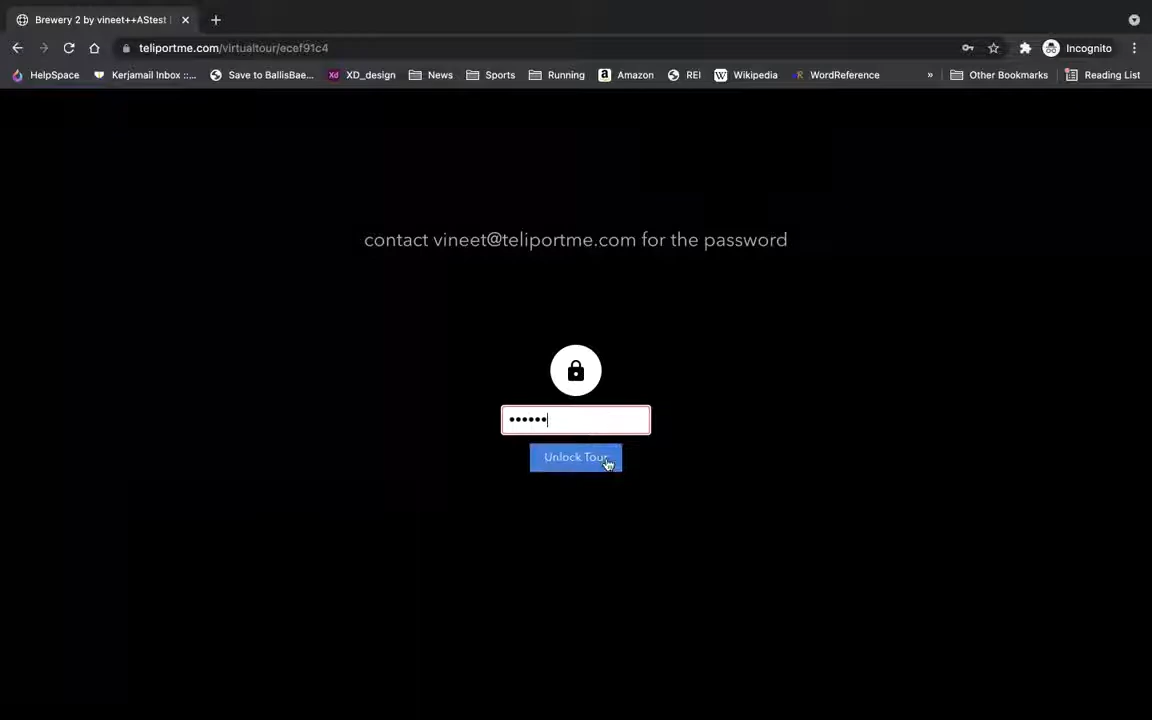 Brewery 2 by vineet++AStest |
teliportme.com/virtualtour/ecef91c4
Incognito
HelpSpace
Kerjamail Inbox ::...
Save to BallisBae...
Xd
XD_design
News
Sports
Running
a
Amazon
REI
W
Wikipedia
R
WordReference
»
Other Bookmarks
Reading List
contact vineet@teliportme.com for the password
••••••
Unlock Tour